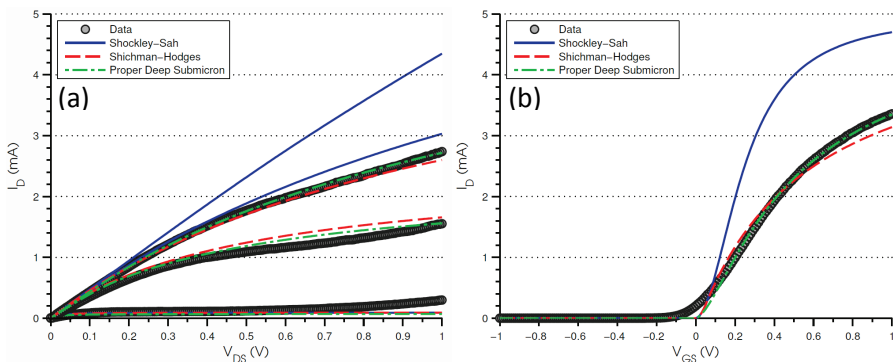 5
4
3
2
1
0
I_D (mA)
Data
Shockley-Sah
Shichman-Hodges
Proper Deep Submicron
(a)
0 0.1 0.2 0.3 0.4 0.5 0.6 0.7 0.8 0.9 1
V_DS (V)
5
4
3
2
1
0
I_D (mA)
Data
Shockley-Sah
Shichman-Hodges
Proper Deep Submicron
(b)
-1 -0.8 -0.6 -0.4 -0.2 0 0.2 0.4 0.6 0.8 1
V_GS (V)